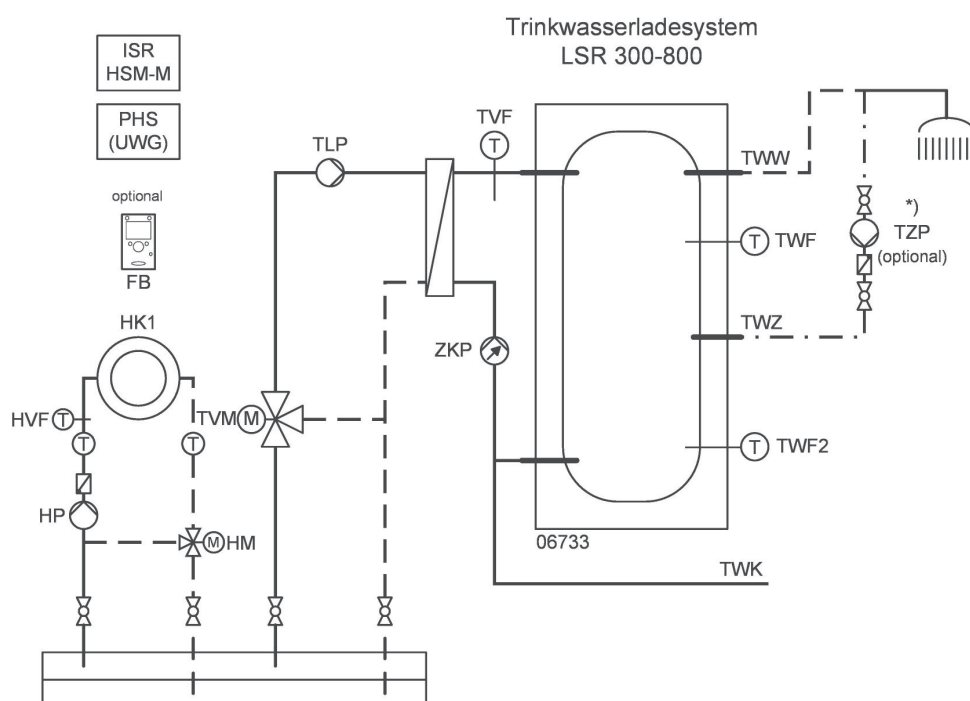 Trinkwasserladesystem
LSR 300-800
ISR
HSM-M
PHS
(UWG)
optional
FB
HK1
HVF T
T
T
HP
M HM
TLP
TVM M
TVF
T
ZKP
TWW
T TWF
TWZ
T TWF2
06733
TWK
*)
TZP
(optional)